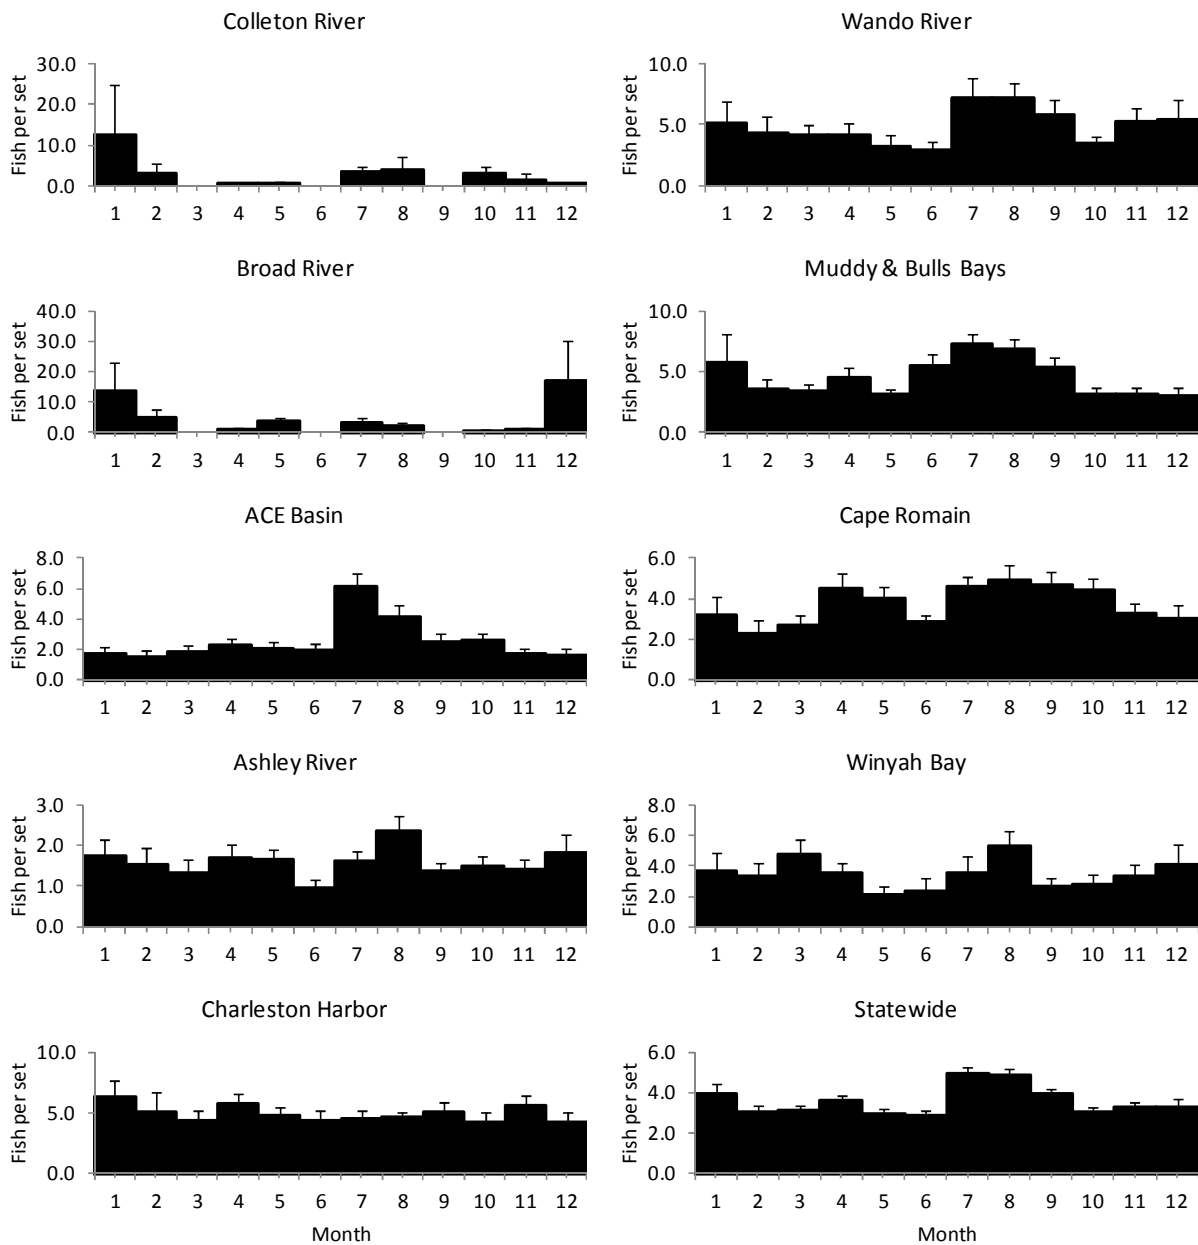 Colleton River
Fish per set
30.0
20.0
10.0
0.0
1 2 3 4 5 6 7 8 9 10 11 12
Wando River
Fish per set
10.0
5.0
0.0
1 2 3 4 5 6 7 8 9 10 11 12
Broad River
Fish per set
40.0
30.0
20.0
10.0
0.0
1 2 3 4 5 6 7 8 9 10 11 12
Muddy & Bulls Bays
Fish per set
10.0
5.0
0.0
1 2 3 4 5 6 7 8 9 10 11 12
ACE Basin
Fish per set
8.0
6.0
4.0
2.0
0.0
1 2 3 4 5 6 7 8 9 10 11 12
Cape Romain
Fish per set
6.0
4.0
2.0
0.0
1 2 3 4 5 6 7 8 9 10 11 12
Ashley River
Fish per set
3.0
2.0
1.0
0.0
1 2 3 4 5 6 7 8 9 10 11 12
Winyah Bay
Fish per set
8.0
6.0
4.0
2.0
0.0
1 2 3 4 5 6 7 8 9 10 11 12
Charleston Harbor
Fish per set
10.0
5.0
0.0
1 2 3 4 5 6 7 8 9 10 11 12
Month
Statewide
Fish per set
6.0
4.0
2.0
0.0
1 2 3 4 5 6 7 8 9 10 11 12
Month